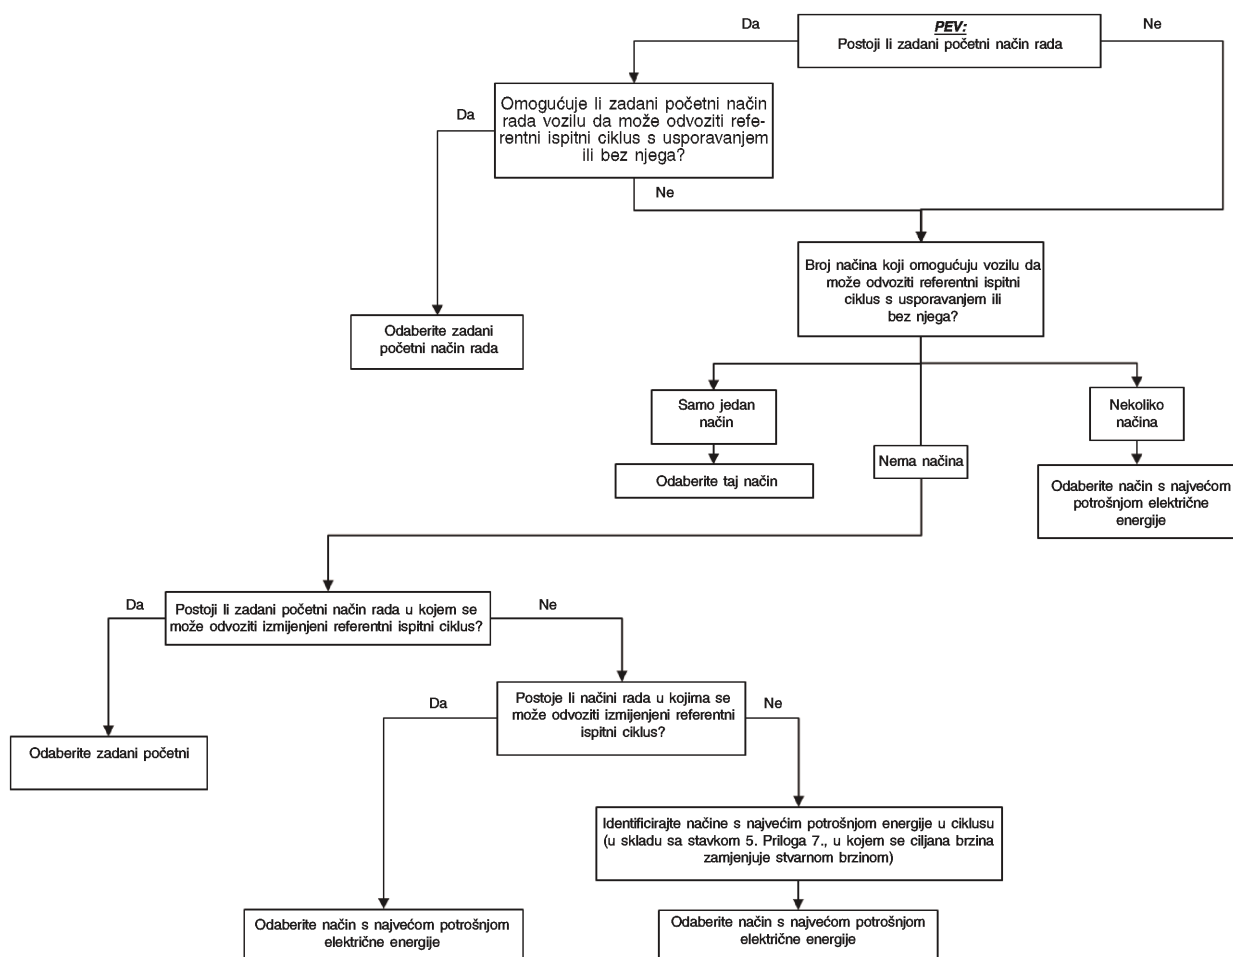 Da
PEV:
Ne
Postoji li zadani početni način rada
Omogućuje li zadani početni način
rada vozilu da može odvoziti refe-
rentni ispitni ciklus s usporavanjem
ili bez njega?
Da
Ne
Broj načina koji omogućuju vozilu da
može odvoziti referentni ispitni
ciklus s usporavanjem ili
bez njega?
Odaberite zadani
početni način rada
Samo jedan
način
Nekoliko
načina
Nema načina
Odaberite taj način
Odaberite način s najvećom
potrošnjom električne
energije
Da
Postoji li zadani početni način rada u kojem se
može odvoziti izmijenjeni referentni ispitni ciklus?
Ne
Da
Postoje li načini rada u kojima se
može odvoziti izmijenjeni referentni
ispitni ciklus?
Ne
Odaberite zadani početni
Identificirajte načine s najvećim potrošnjom energije u ciklusu
(u skladu sa stavkom 5. Priloga 7., u kojem se ciljana brzina
zamjenjuje stvarnom brzinom)
Odaberite način s najvećom potrošnjom
električne energije
Odaberite način s najvećom potrošnjom
električne energije